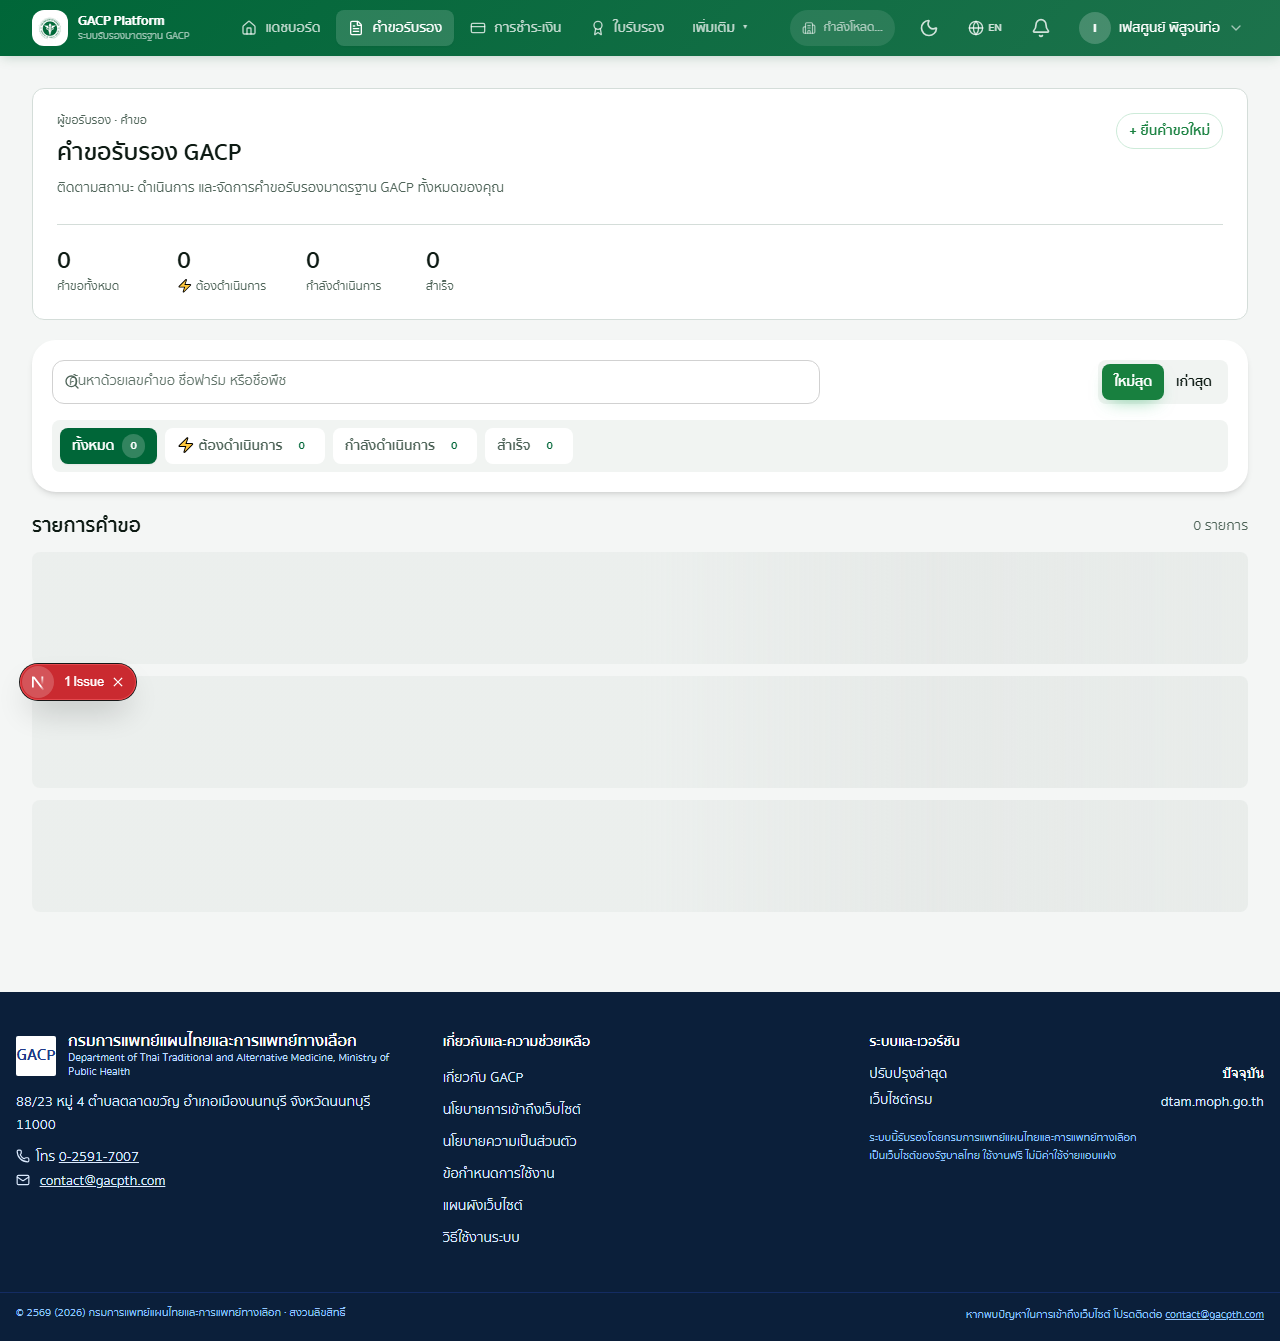 GACP Platform
ระบบรับรองมาตรฐาน GACP
แดชบอร์ด
คำขอรับรอง
การชำระเงิน
ใบรับรอง
เพิ่มเติม ▾
กำลังโหลด...
EN
I
เฟสศูนย์ พิสูจน์ท่อ
ผู้ขอรับรอง · คำขอ
คำขอรับรอง GACP
+ ยื่นคำขอใหม่
ติดตามสถานะ ดำเนินการ และจัดการคำขอรับรองมาตรฐาน GACP ทั้งหมดของคุณ
0 0 0 0
คำขอทั้งหมด ⚡ ต้องดำเนินการ กำลังดำเนินการ สำเร็จ
ค้นหาด้วยเลขคำขอ ชื่อฟาร์ม หรือชื่อพืช
ใหม่สุด เก่าสุด
ทั้งหมด 0 ⚡ ต้องดำเนินการ 0 กำลังดำเนินการ 0 สำเร็จ 0
รายการคำขอ
0 รายการ
N 1 Issue ×
GACP
กรมการแพทย์แผนไทยและการแพทย์ทางเลือก
Department of Thai Traditional and Alternative Medicine, Ministry of
Public Health
88/23 หมู่ 4 ตำบลตลาดขวัญ อำเภอเมืองนนทบุรี จังหวัดนนทบุรี
11000
โทร 0-2591-7007
contact@gacpth.com
เกี่ยวกับและความช่วยเหลือ
เกี่ยวกับ GACP
นโยบายการเข้าถึงเว็บไซต์
นโยบายความเป็นส่วนตัว
ข้อกำหนดการใช้งาน
แผนผังเว็บไซต์
วิธีใช้งานระบบ
ระบบและเวอร์ชัน
ปรับปรุงล่าสุด ปัจจุบัน
เว็บไซต์กรม dtam.moph.go.th
ระบบนี้รับรองโดยกรมการแพทย์แผนไทยและการแพทย์ทางเลือก
เป็นเว็บไซต์ของรัฐบาลไทย ใช้งานฟรี ไม่มีค่าใช้จ่ายแอบแฝง
© 2569 (2026) กรมการแพทย์แผนไทยและการแพทย์ทางเลือก · สงวนลิขสิทธิ์
หากพบปัญหาในการเข้าถึงเว็บไซต์ โปรดติดต่อ contact@gacpth.com